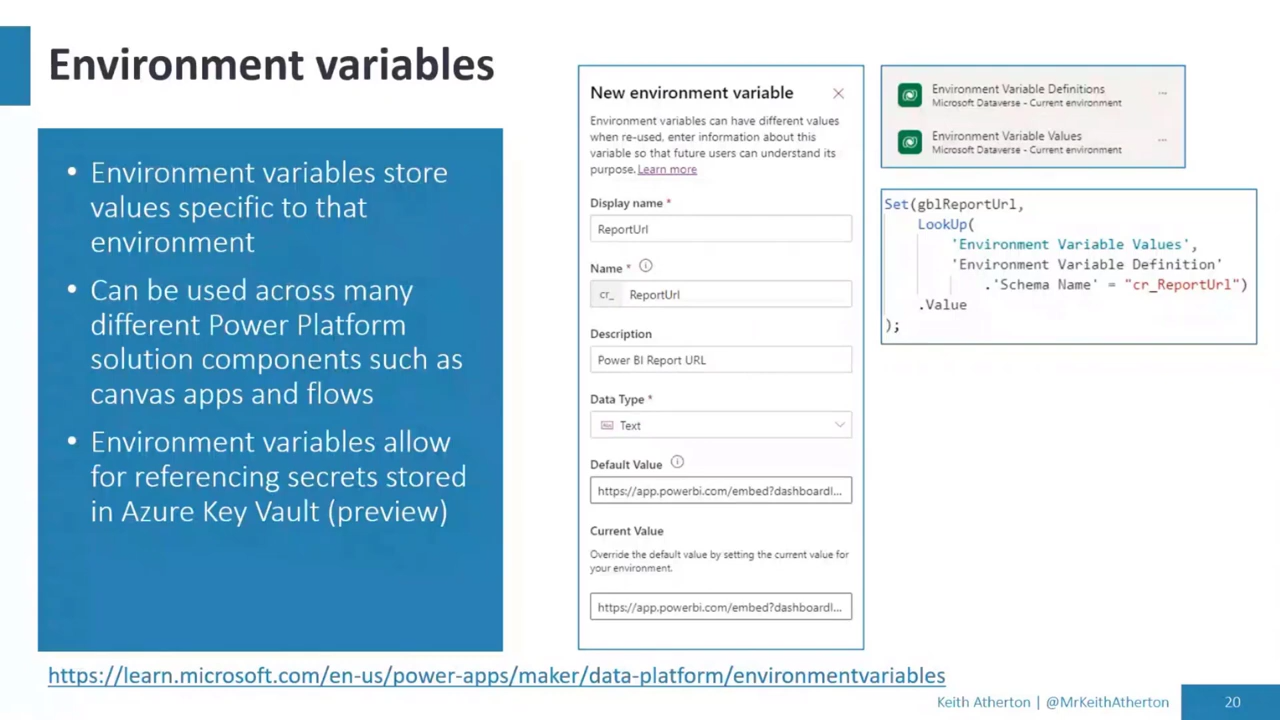 Environment variables
• Environment variables store
values specific to that
environment
• Can be used across many
different Power Platform
solution components such as
canvas apps and flows
• Environment variables allow
for referencing secrets stored
in Azure Key Vault (preview)
New environment variable
Environment variables can have different values
when re-used, enter information about this
variable so that future users can understand its
purpose. Learn more
Display name *
ReportUrl
Name *
cr_ ReportUrl
Description
Power BI Report URL
Data Type *
Abc Text
Default Value
https://app.powerbi.com/embed?dashboardI...
Current Value
Override the default value by setting the current value for
your environment.
https://app.powerbi.com/embed?dashboardI...
Environment Variable Definitions
Microsoft Dataverse - Current environment
Environment Variable Values
Microsoft Dataverse - Current environment
Set(gblReportUrl,
LookUp(
'Environment Variable Values',
'Environment Variable Definition'
.'Schema Name' = "cr_ReportUrl")
.Value
);
https://learn.microsoft.com/en-us/power-apps/maker/data-platform/environmentvariables
Keith Atherton | @MrKeithAtherton
20